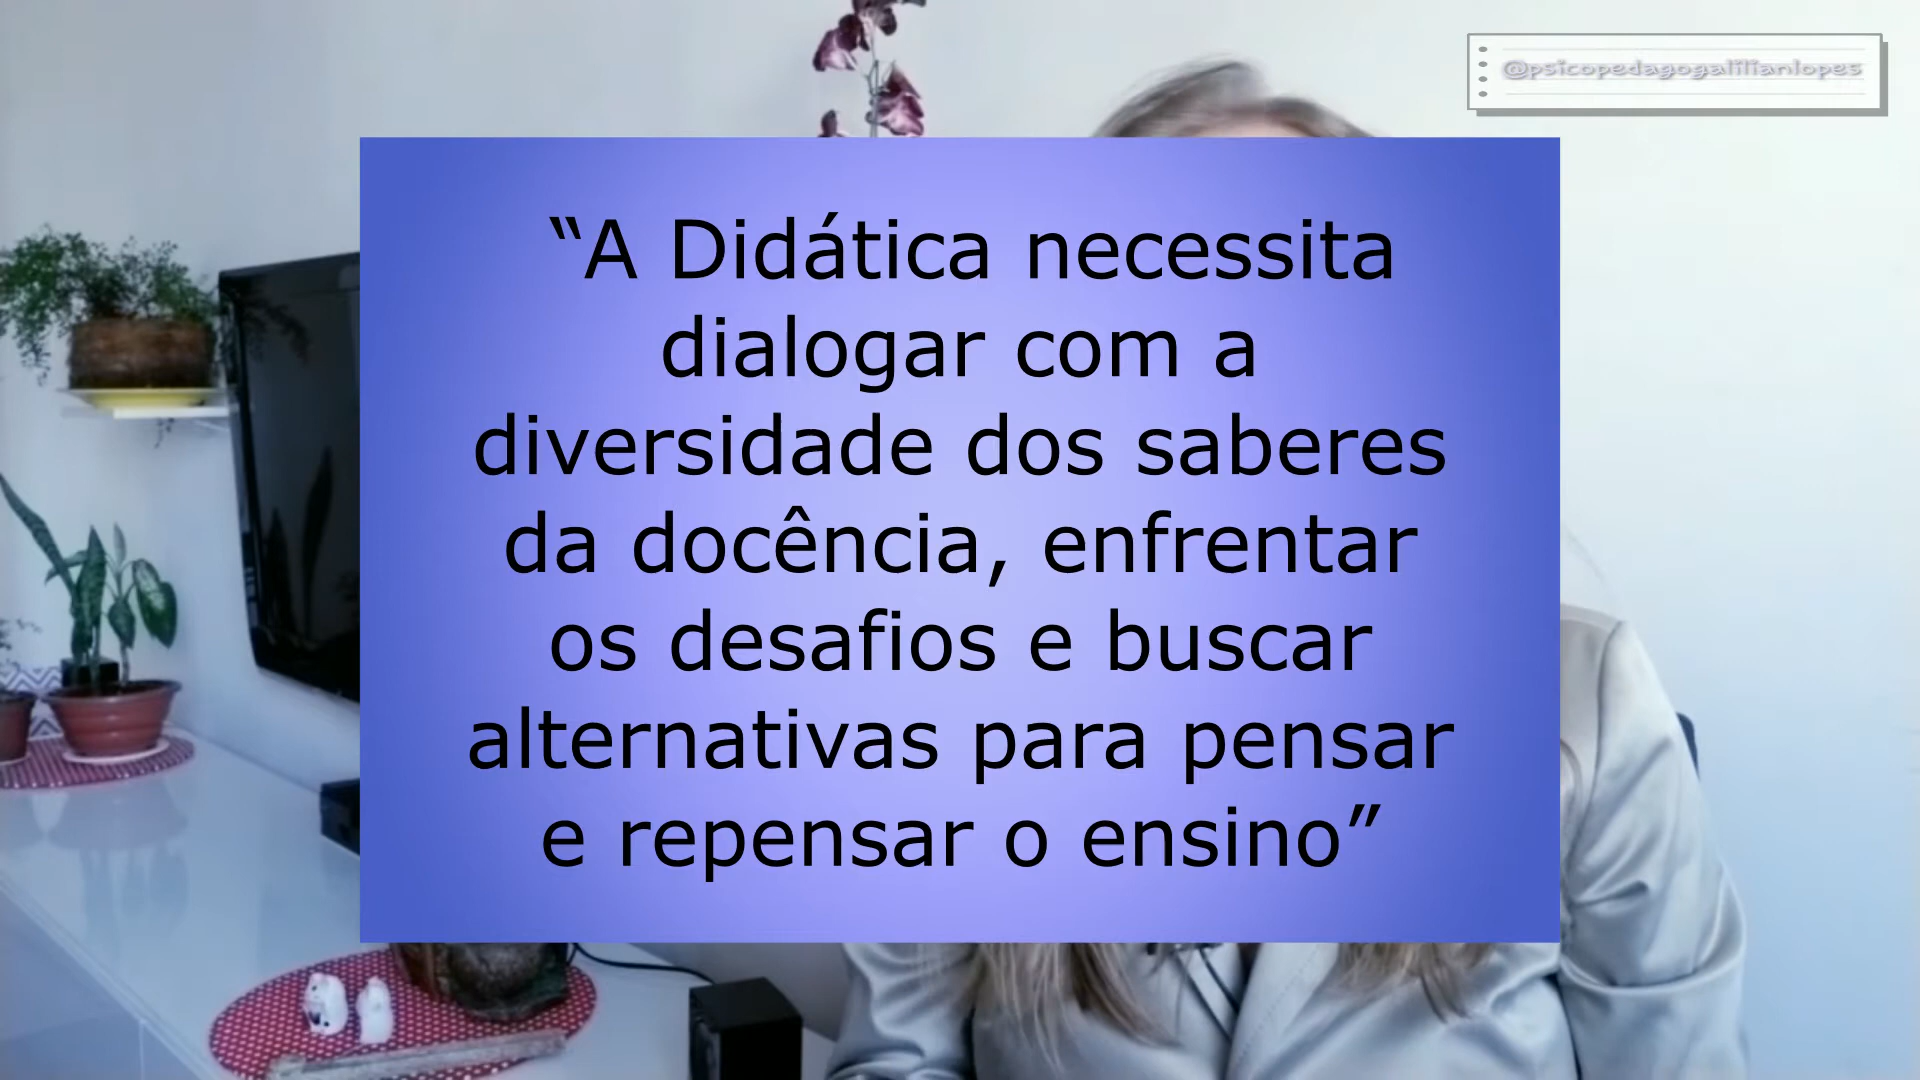 @psicopedagogalilianlopes
“A Didática necessita
dialogar com a
diversidade dos saberes
da docência, enfrentar
os desafios e buscar
alternativas para pensar
e repensar o ensino”